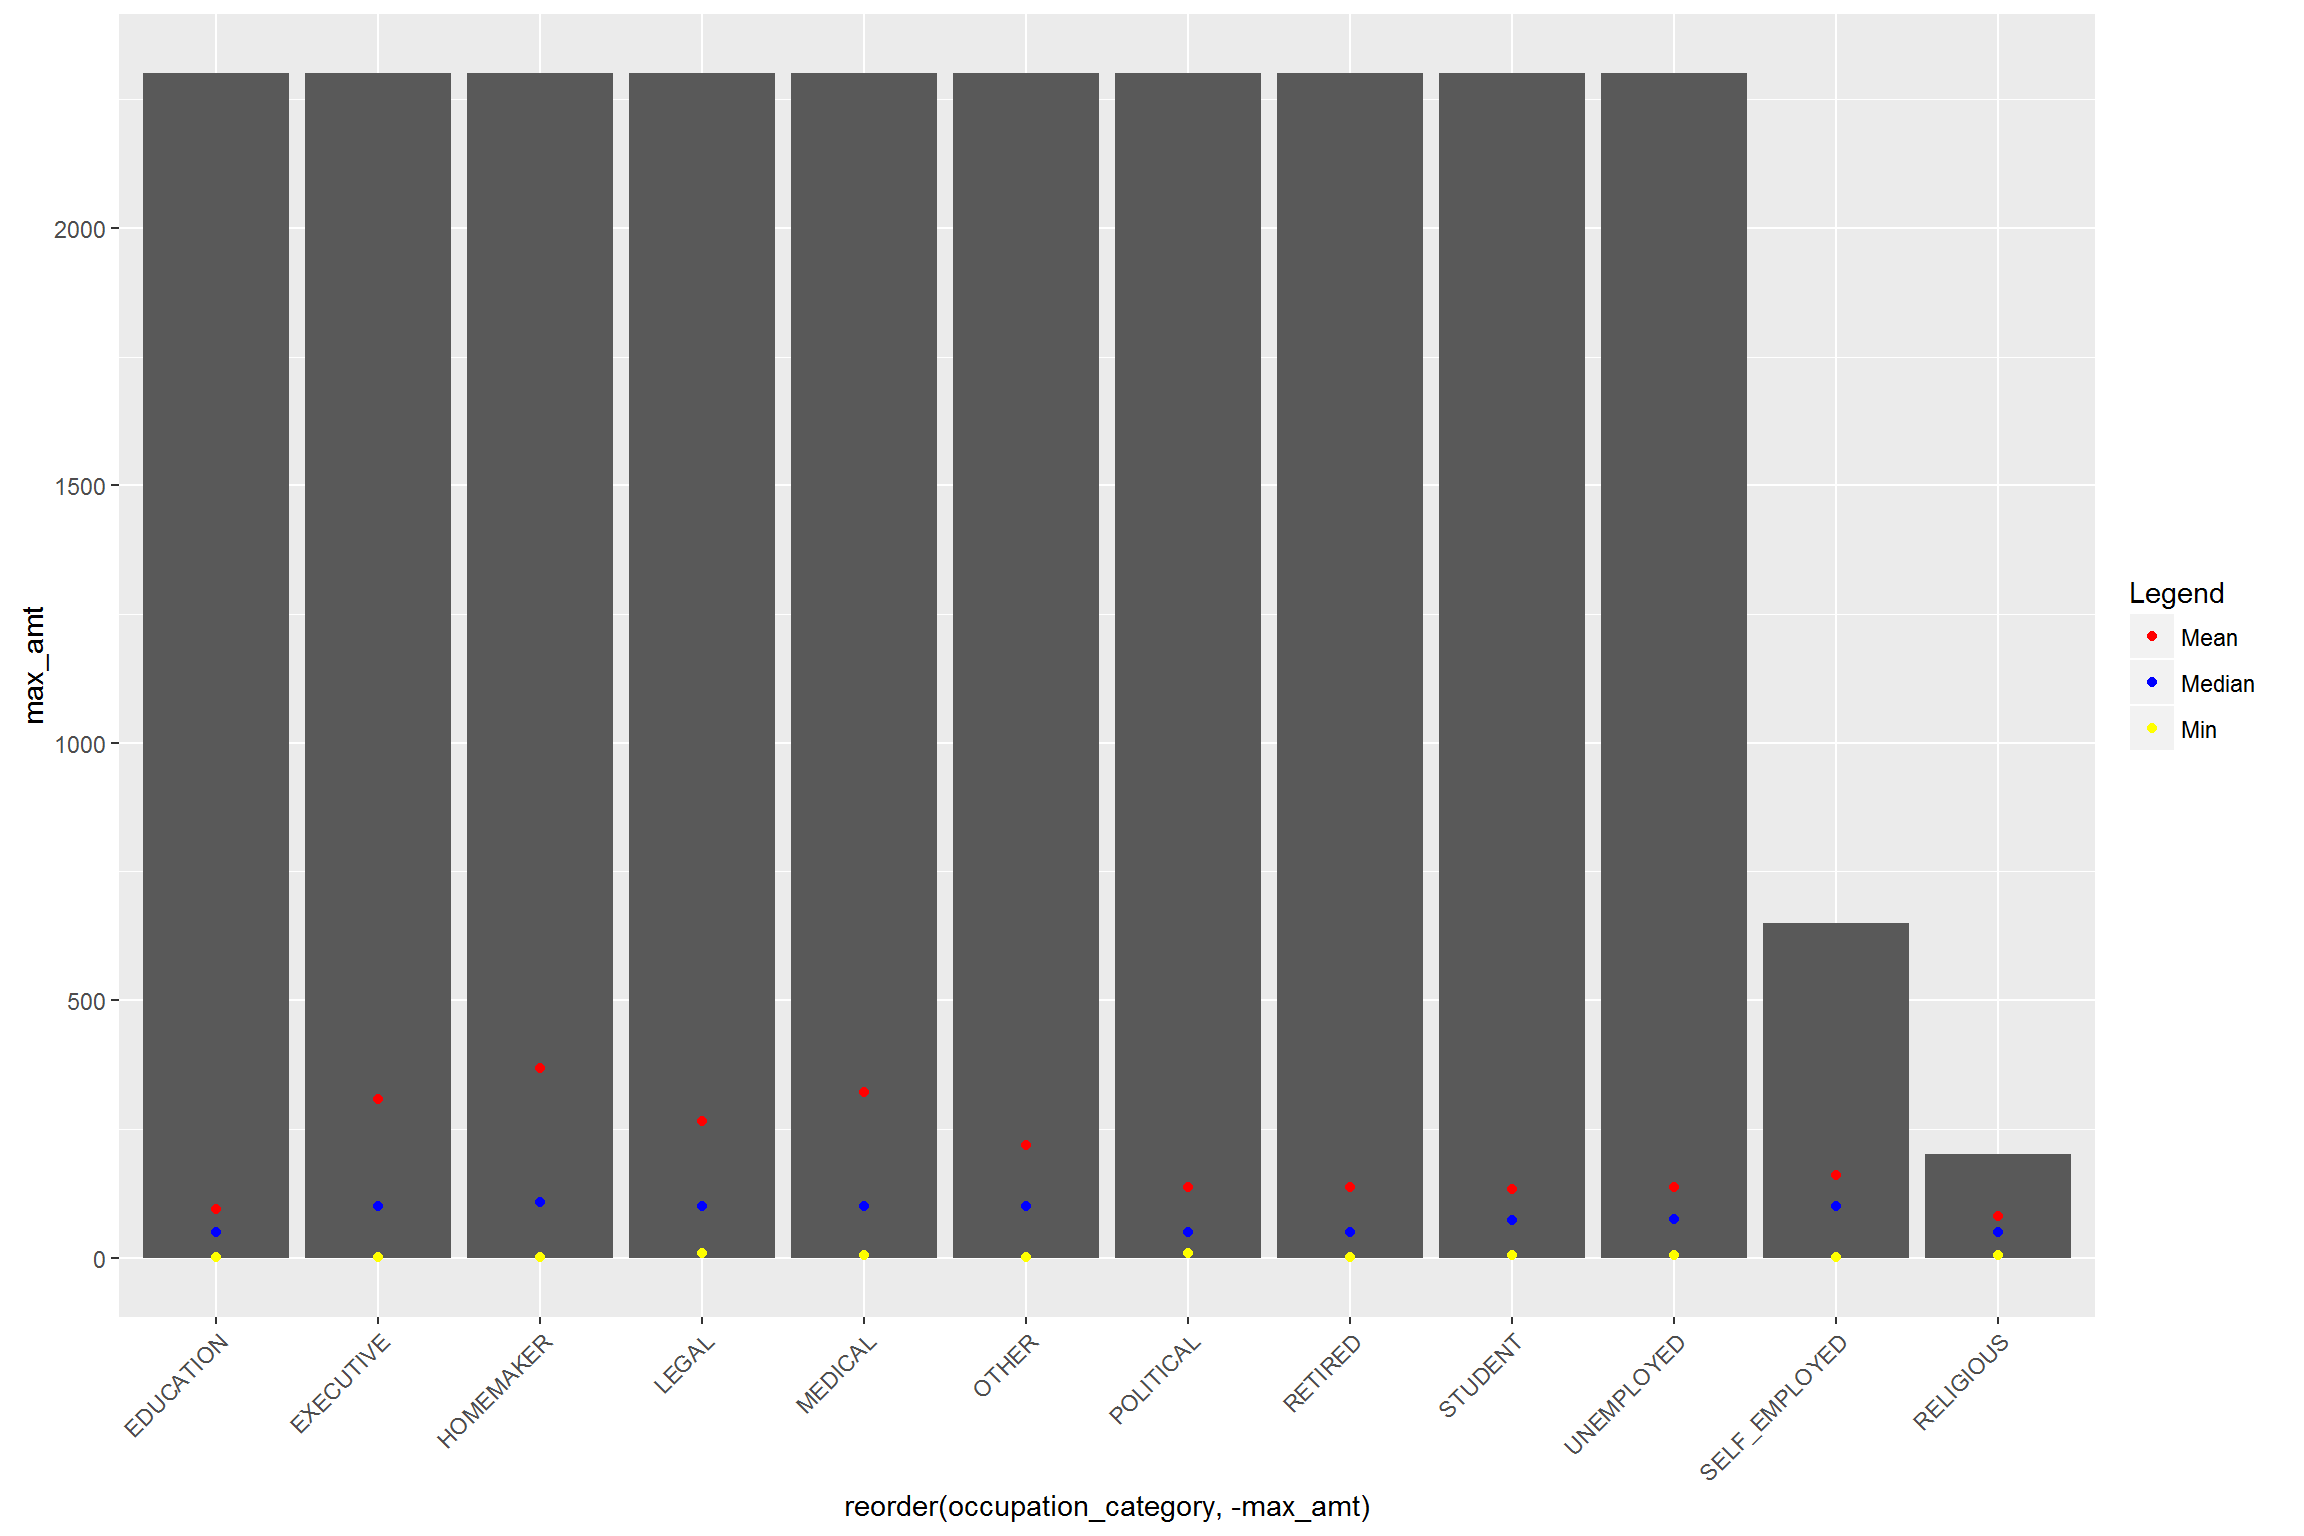 2000
1500
1000
500
0
max_amt
EDUCATION
EXECUTIVE
HOMEMAKER
LEGAL
MEDICAL
OTHER
POLITICAL
RETIRED
STUDENT
UNEMPLOYED
SELF_EMPLOYED
RELIGIOUS
reorder(occupation_category, -max_amt)
Legend
Mean
Median
Min